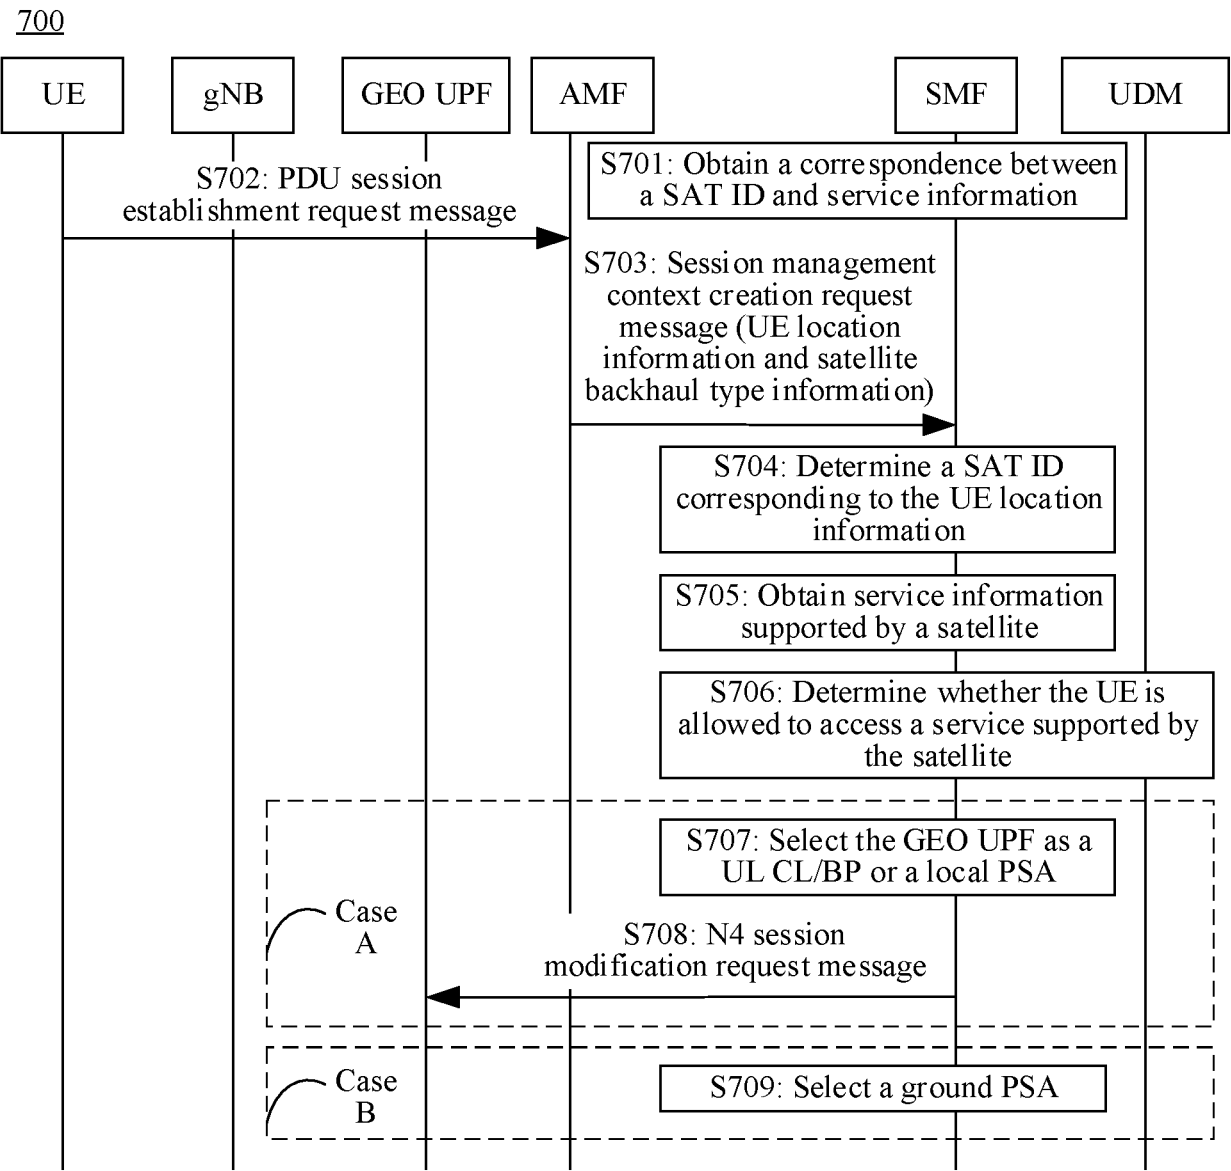 700
UE
gNB
GEO UPF
AMF
SMF
UDM
S701: Obtain a correspondence between
a SAT ID and service information
S702: PDU session
establishment request message
S703: Session management
context creation request
message (UE location
information and satellite
backhaul type information)
S704: Determine a SAT ID
corresponding to the UE location
information
S705: Obtain service information
supported by a satellite
S706: Determine whether the UE is
allowed to access a service supported by
the satellite
S707: Select the GEO UPF as a
UL CL/BP or a local PSA
Case
A
S708: N4 session
modification request message
Case
B
S709: Select a ground PSA